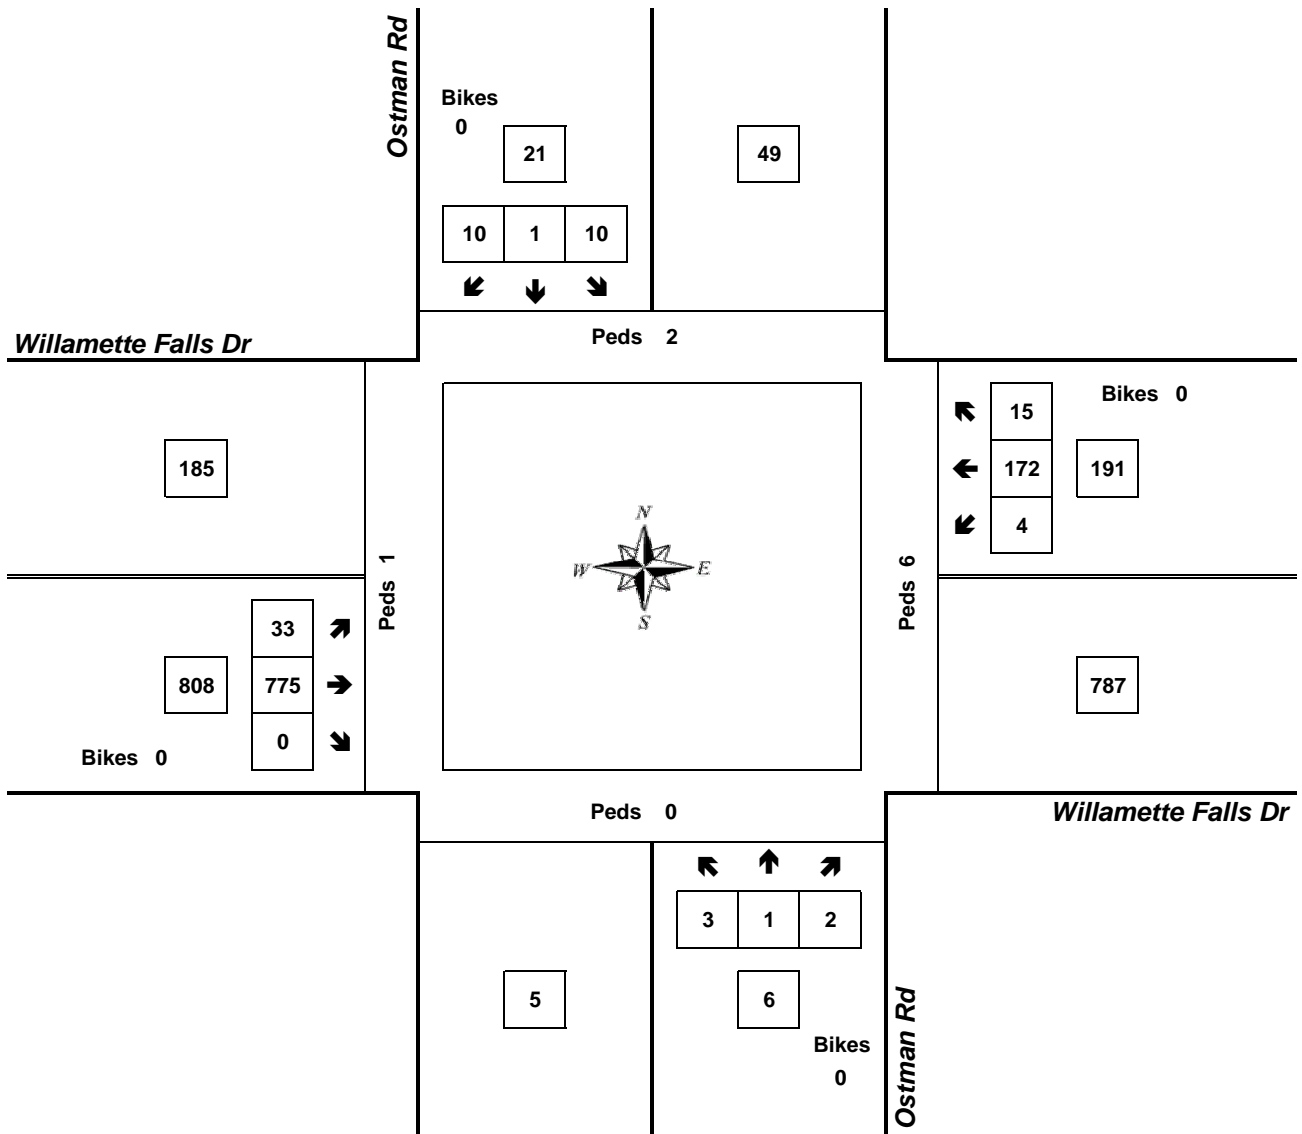 Ostman Rd
Bikes
0
21
49
10 1 10
Peds 2
Willamette Falls Dr
Bikes 0
15
185
172
191
4
N
W E
S
Peds 1
Peds 6
33
808
775
787
0
Bikes 0
Peds 0
Willamette Falls Dr
3 1 2
5
6
Bikes
0
Ostman Rd